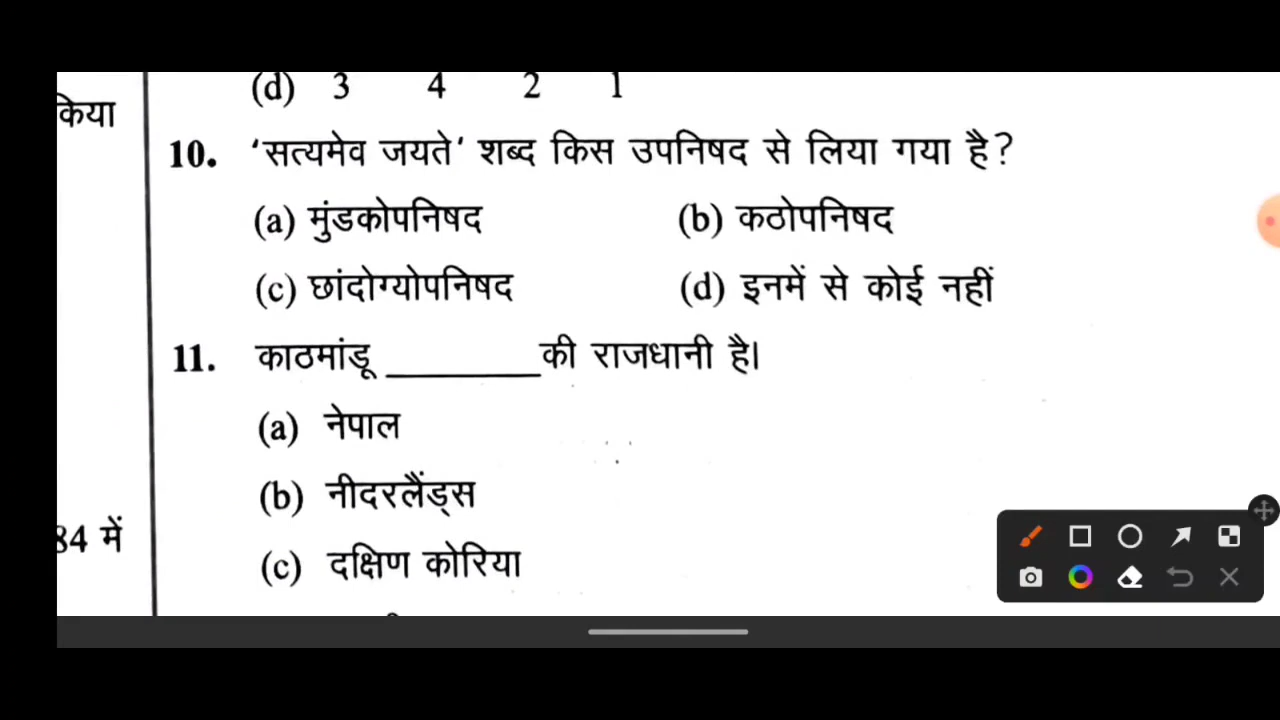 (d) 3 4 2 1
किया
10. 'सत्यमेव जयते' शब्द किस उपनिषद से लिया गया है?
(a) मुंडकोपनिषद (b) कठोपनिषद
(c) छांदोग्योपनिषद (d) इनमें से कोई नहीं
11. काठमांडू ________ की राजधानी है।
(a) नेपाल
(b) नीदरलैंड्स
84 में
(c) दक्षिण कोरिया